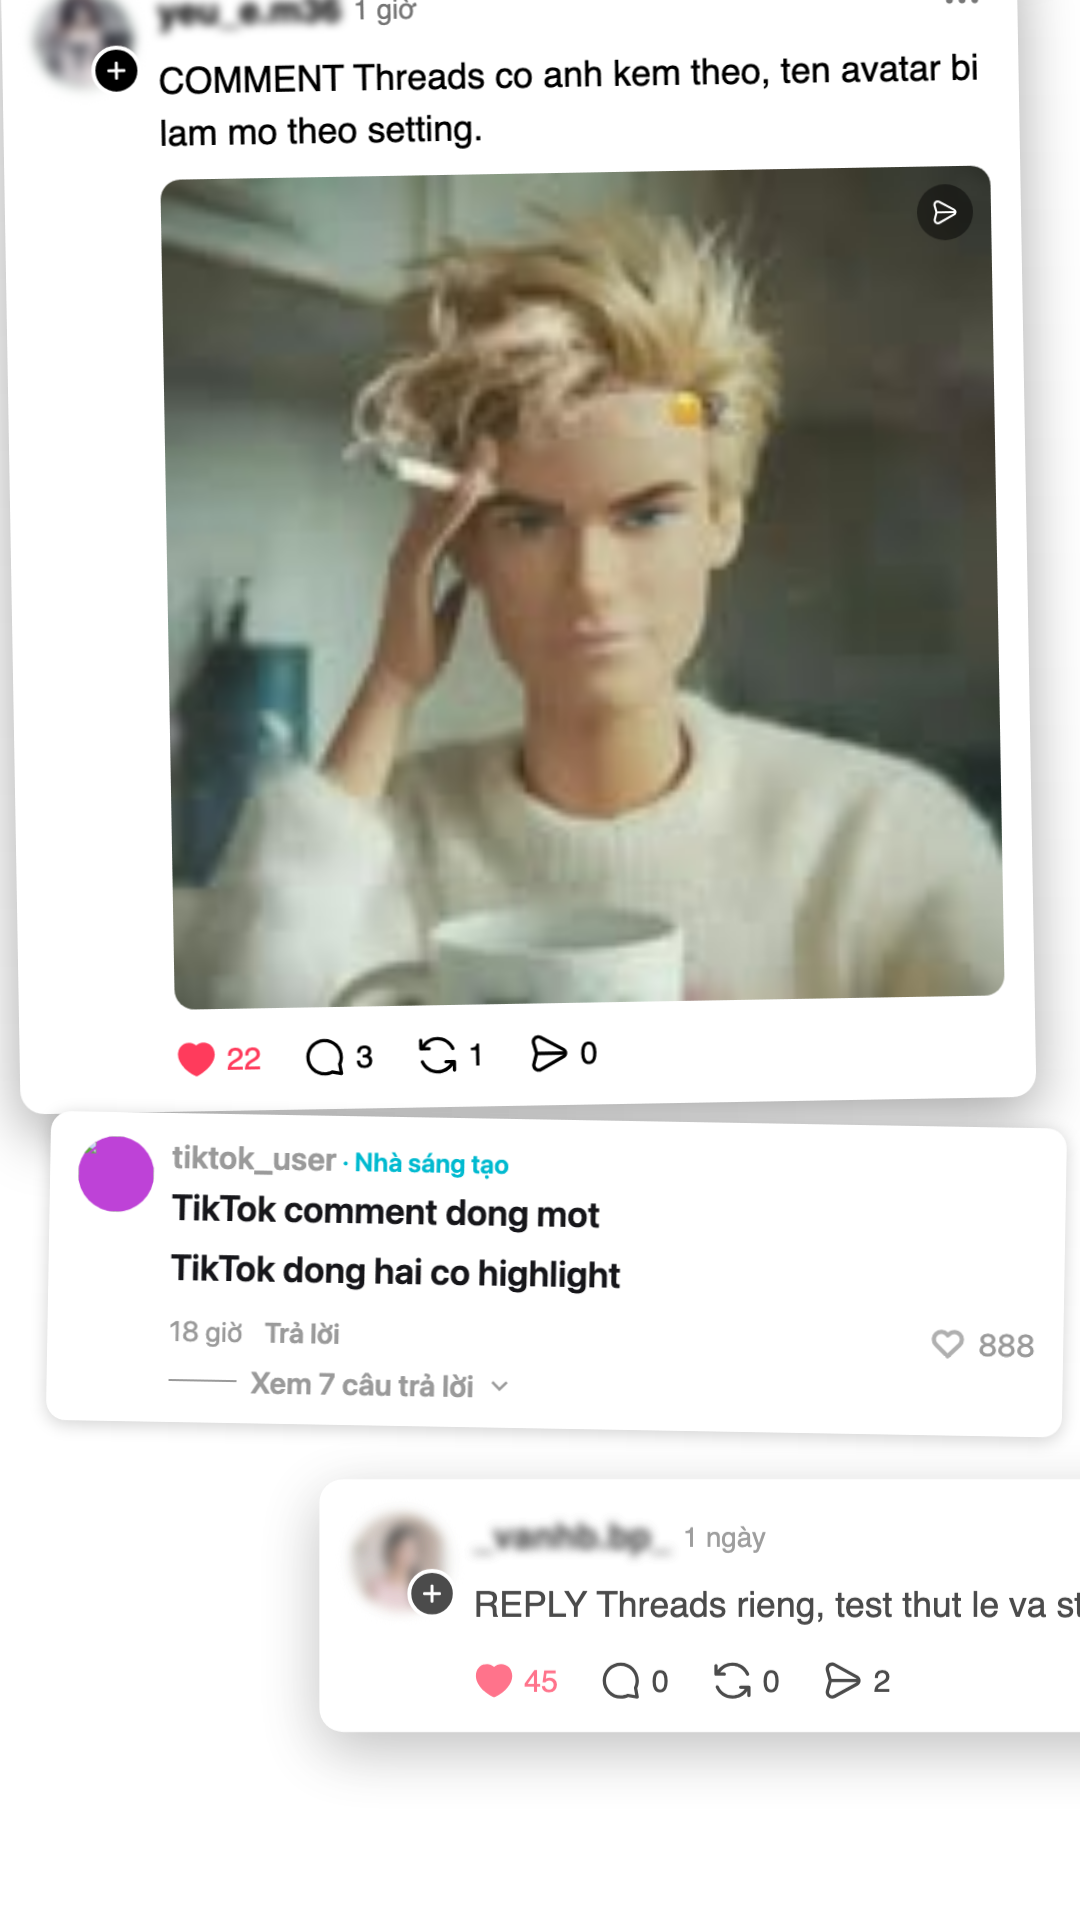 1 giờ
COMMENT Threads co anh kem theo, ten avatar bi
lam mo theo setting.
22 3 1 0
tiktok_user · Nhà sáng tạo
TikTok comment dong mot
TikTok dong hai co highlight
18 giờ Trả lời 888
Xem 7 câu trả lời
_vanhb.bp_ 1 ngày
REPLY Threads rieng, test thut le va st
45 0 0 2